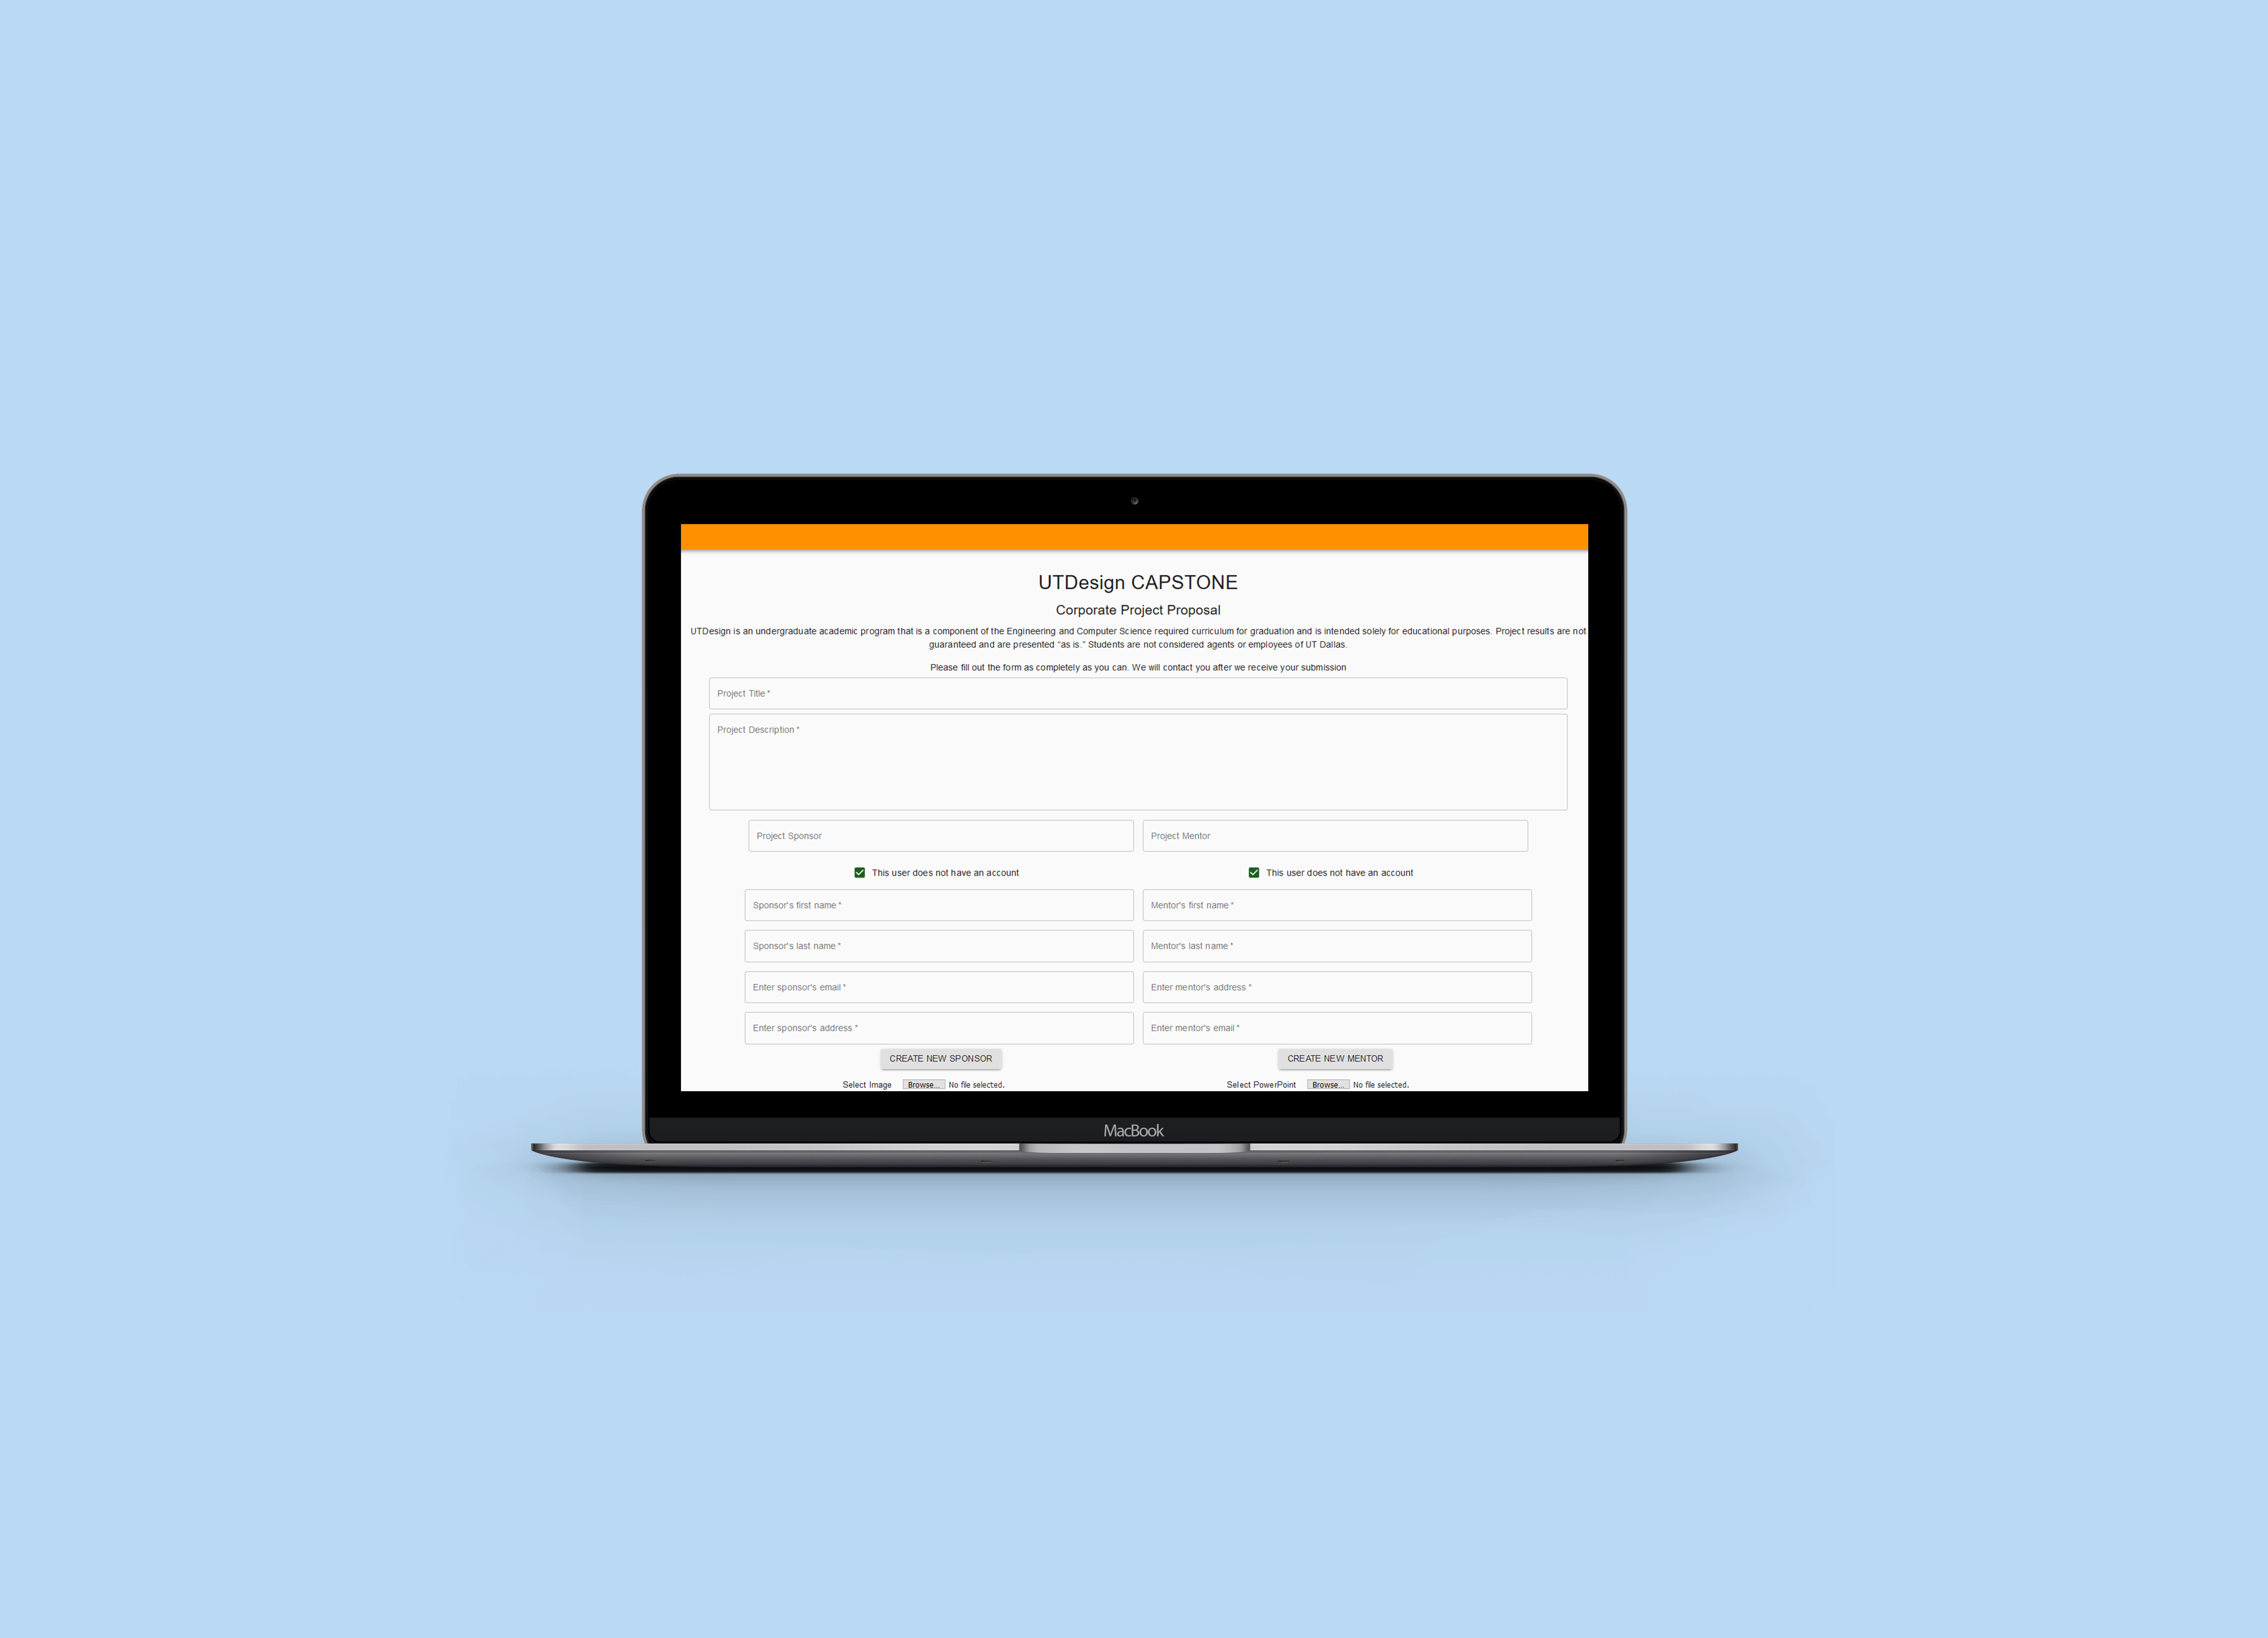 UTDesign CAPSTONE
Corporate Project Proposal
UTDesign is an undergraduate academic program that is a component of the Engineering and Computer Science required curriculum for graduation and is intended solely for educational purposes. Project results are not
guaranteed and are presented “as is.” Students are not considered agents or employees of UT Dallas.
Please fill out the form as completely as you can. We will contact you after we receive your submission
Project Title *
Project Description *
Project Sponsor
Project Mentor
This user does not have an account
This user does not have an account
Sponsor's first name *
Mentor's first name *
Sponsor's last name *
Mentor's last name *
Enter sponsor's email *
Enter mentor's address *
Enter sponsor's address *
Enter mentor's email *
CREATE NEW SPONSOR
CREATE NEW MENTOR
Select Image Browse... No file selected.
Select PowerPoint Browse... No file selected.
MacBook